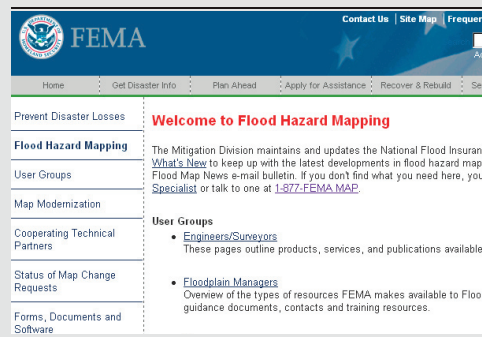 Contact Us | Site Map | Frequen
FEMA
Home
Get Disaster Info
Plan Ahead
Apply for Assistance
Recover & Rebuild
Se
Prevent Disaster Losses
Flood Hazard Mapping
User Groups
Map Modernization
Cooperating Technical
Partners
Status of Map Change
Requests
Forms, Documents and
Software
Welcome to Flood Hazard Mapping
The Mitigation Division maintains and updates the National Flood Insuran
What's New to keep up with the latest developments in flood hazard map
Flood Map News e-mail bulletin. If you don't find what you need here, you
Specialist or talk to one at 1-877-FEMA MAP.
User Groups
• Engineers/Surveyors
These pages outline products, services, and publications available
• Floodplain Managers
Overview of the types of resources FEMA makes available to Floo
guidance documents, contacts and training resources.